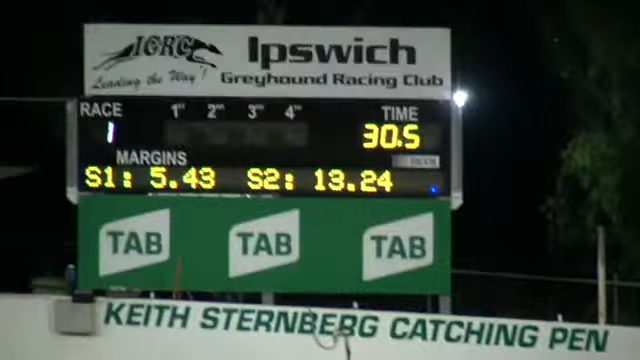 IGRC Ipswich
Leading the Way! Greyhound Racing Club
RACE 1ST 2ND 3RD 4TH TIME
1 30.5
MARGINS
S1: 5.43 S2: 13.24
TAB TAB TAB
KEITH STERNBERG CATCHING PEN